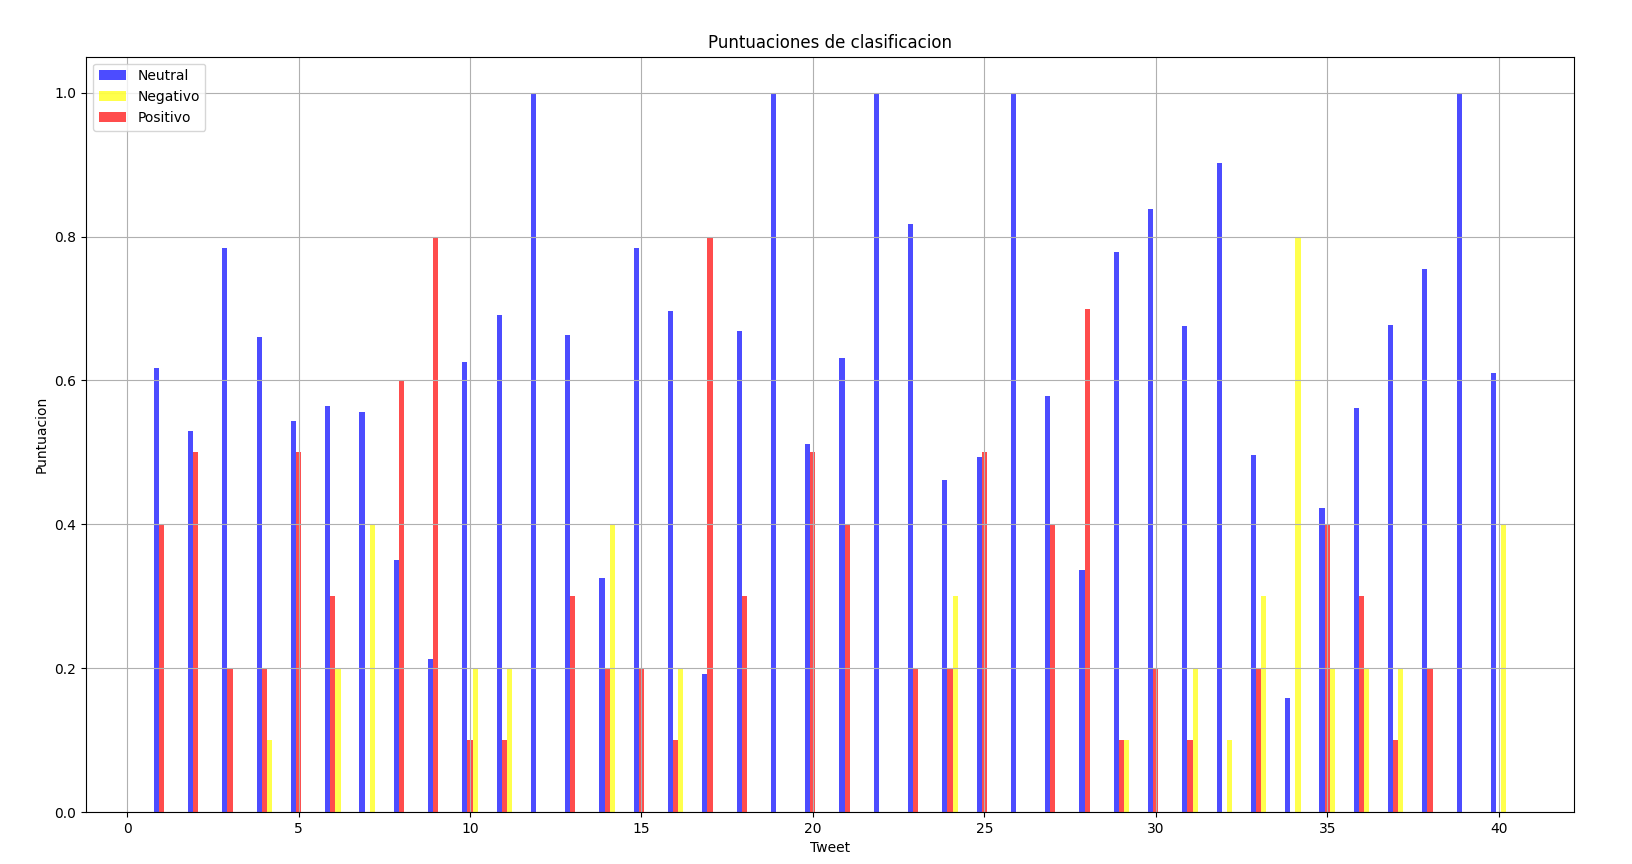 Puntuaciones de clasificacion
Neutral
Negativo
Positivo
1.0
0.8
0.6
0.4
0.2
0.0
Puntuacion
0 5 10 15 20 25 30 35 40
Tweet